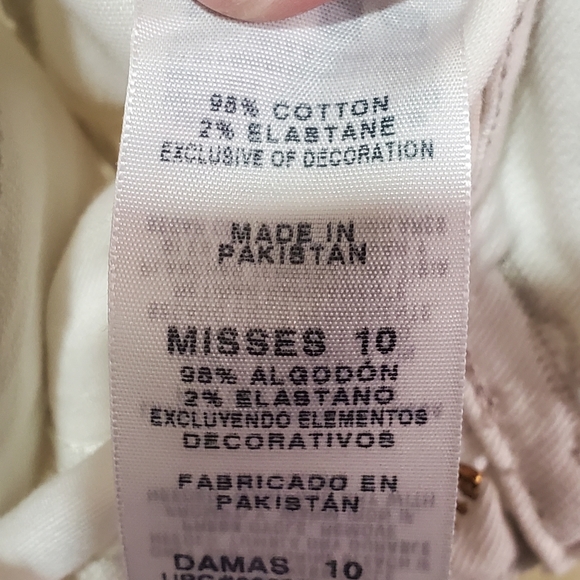 98% COTTON
2% ELASTANE
EXCLUSIVE OF DECORATION
MADE IN
PAKISTAN
MISSES 10
98% ALGODÓN
2% ELASTANO
EXCLUYENDO ELEMENTOS
DECORATIVOS
FABRICADO EN
PAKISTÁN
DAMAS 10